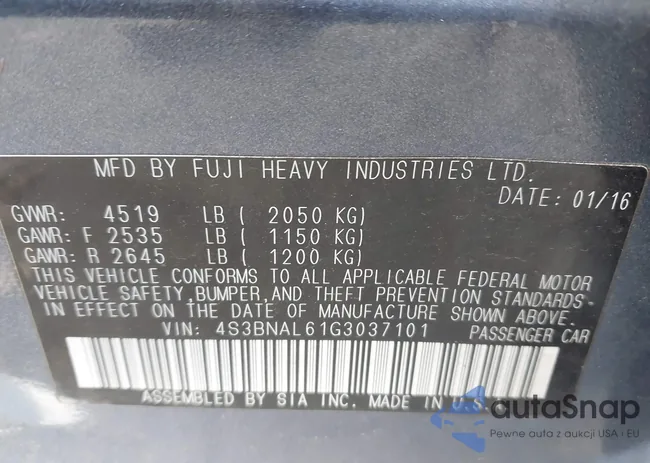 MFD BY FUJI HEAVY INDUSTRIES LTD.
DATE: 01/16
GVWR: 4519 LB ( 2050 KG)
GAWR: F 2535 LB ( 1150 KG)
GAWR: R 2645 LB ( 1200 KG)
THIS VEHICLE CONFORMS TO ALL APPLICABLE FEDERAL MOTOR
VEHICLE SAFETY,BUMPER,AND THEFT PREVENTION STANDARDS
IN EFFECT ON THE DATE OF MANUFACTURE SHOWN ABOVE.
VIN: 4S3BNAL61G3037101 PASSENGER CAR
ASSEMBLED BY SIA INC. MADE IN U.S.
autoSnap
Pewne auta z aukcji USA i EU